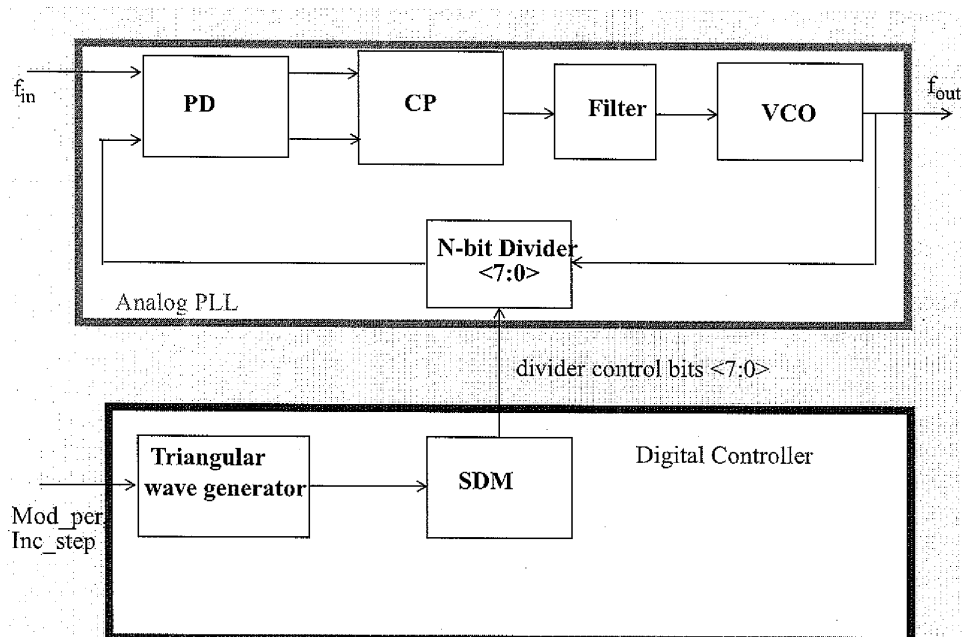 f_in
PD
CP
Filter
VCO
f_out
N-bit Divider
<7:0>
Analog PLL
divider control bits <7:0>
Triangular
wave generator
SDM
Digital Controller
Mod_per
Inc_step